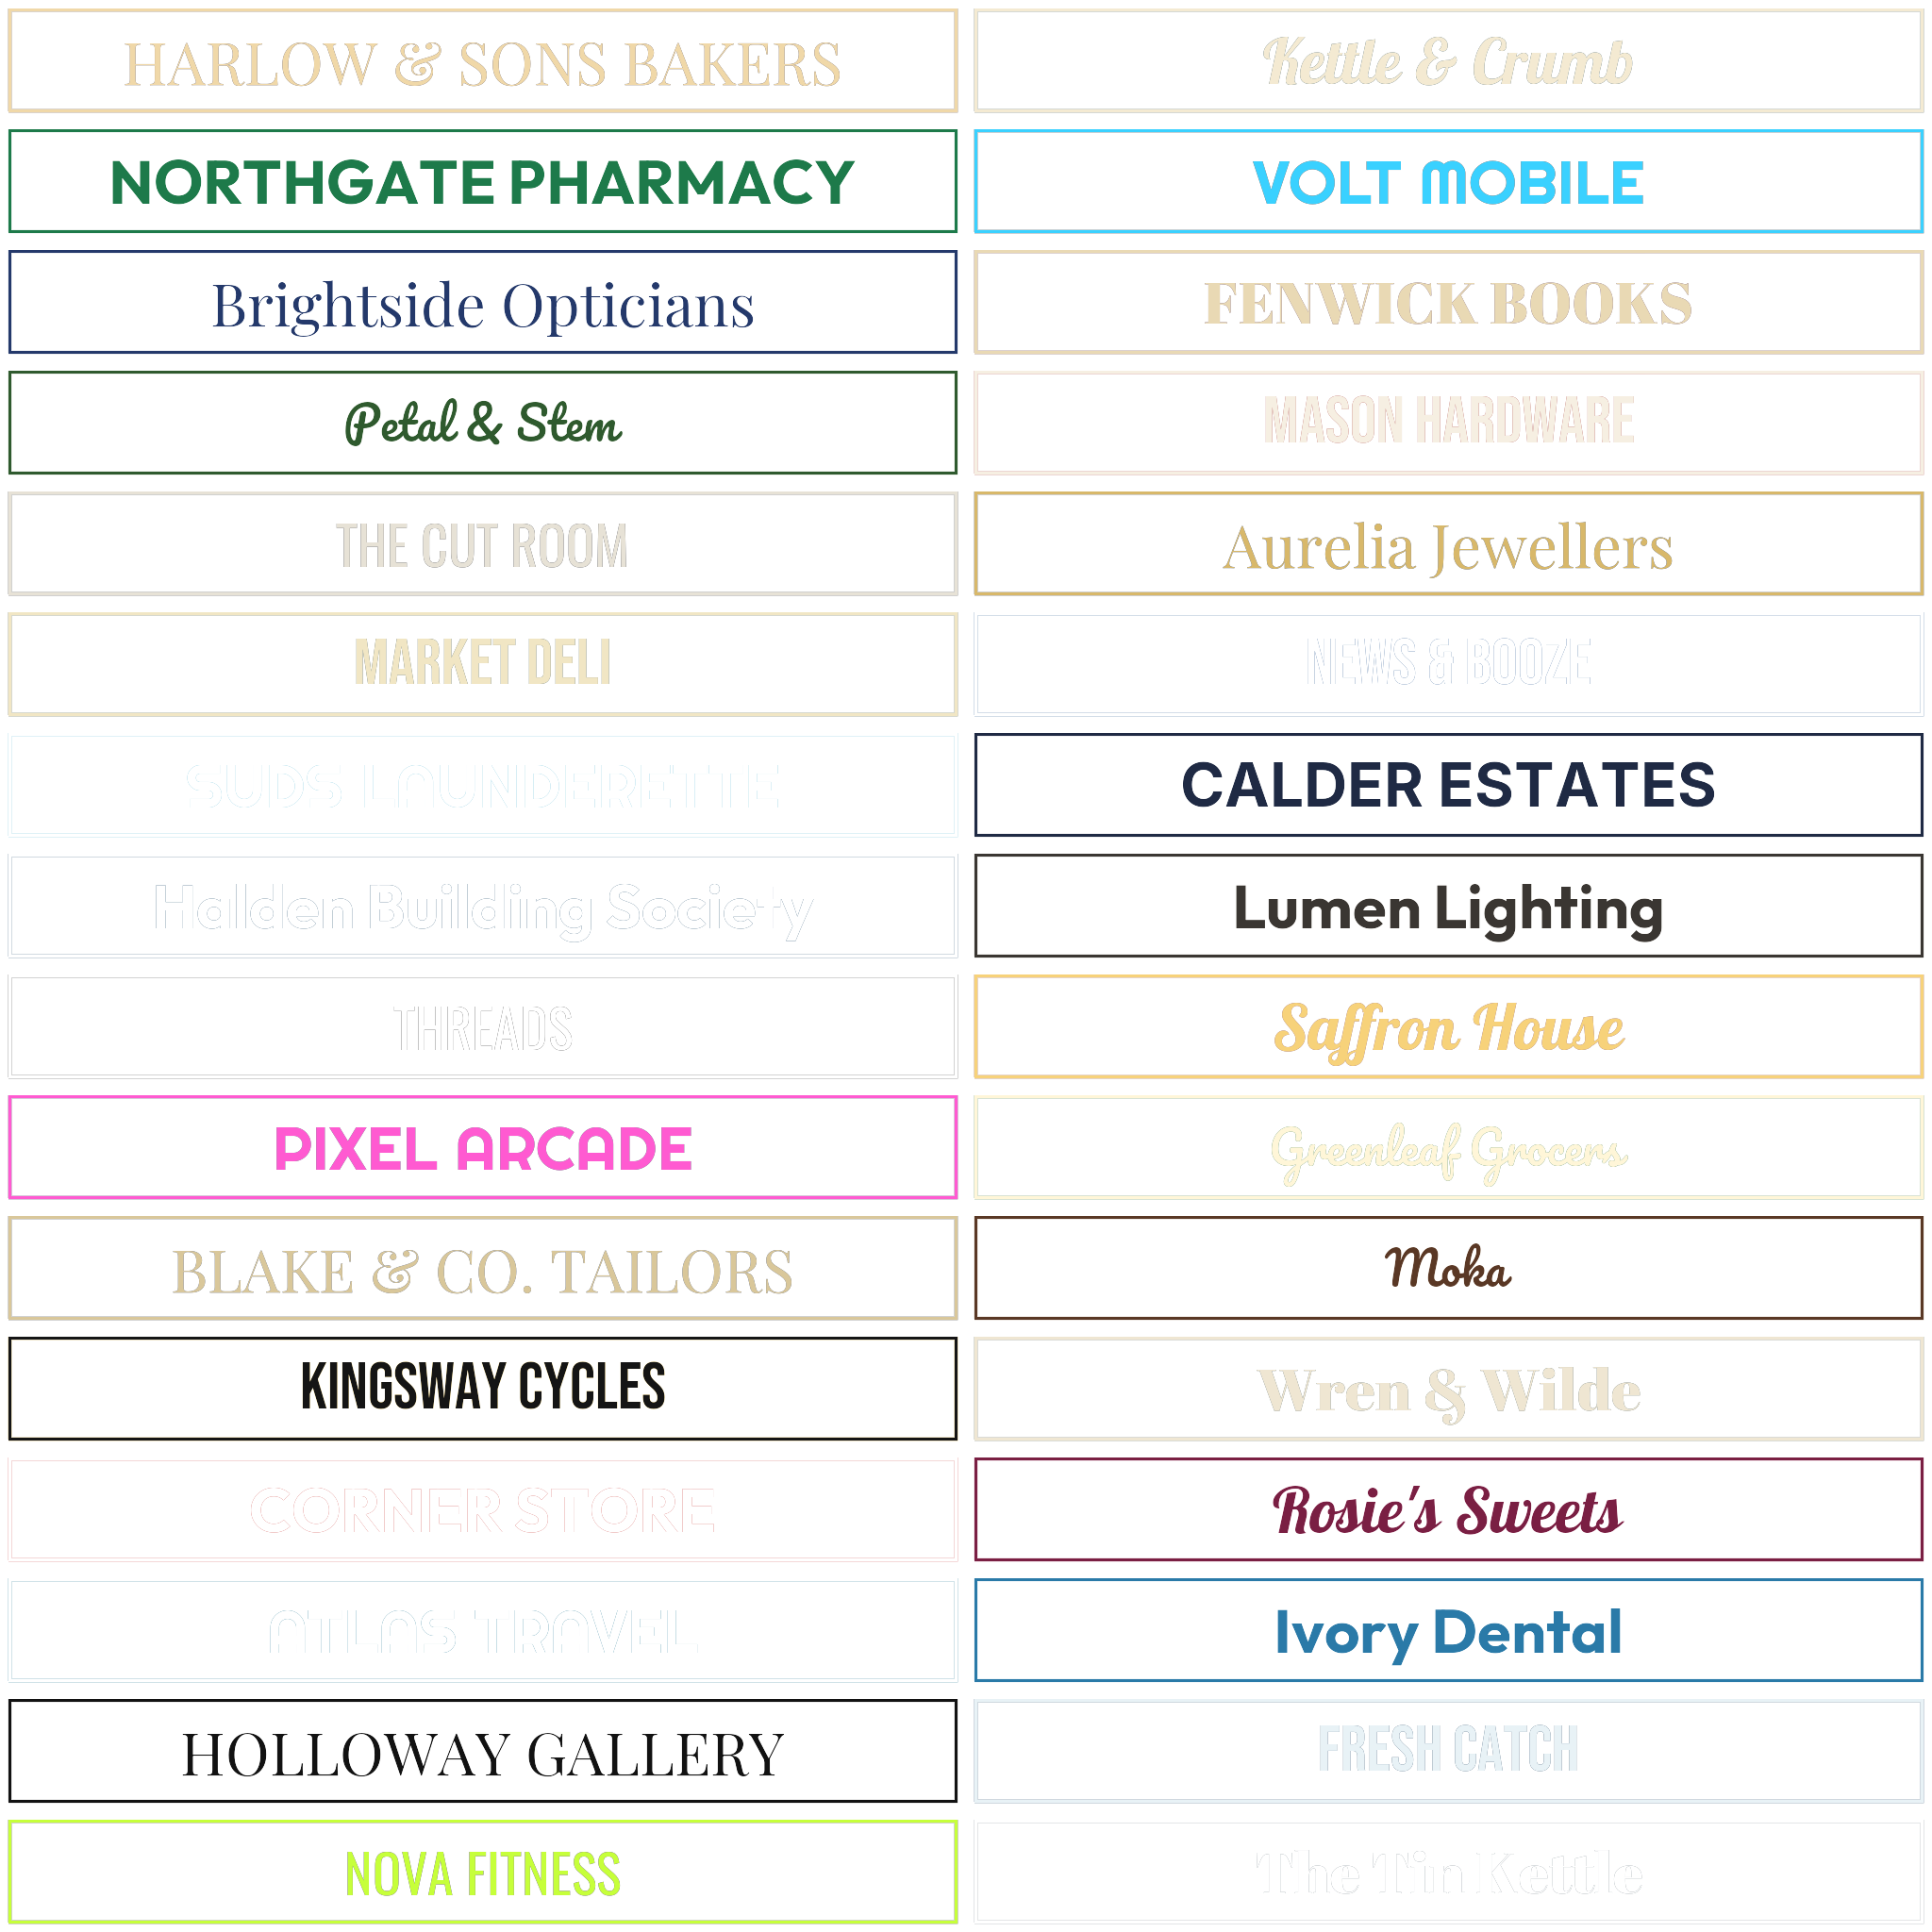 HARLOW & SONS BAKERS
Kettle & Crumb
NORTHGATE PHARMACY
VOLT MOBILE
Brightside Opticians
FENWICK BOOKS
Petal & Stem
MASON HARDWARE
THE CUT ROOM
Aurelia Jewellers
MARKET DELI
NEWS & BOOZE
SUDS LAUNDERETTE
CALDER ESTATES
Halden Building Society
Lumen Lighting
THREADS
Saffron House
PIXEL ARCADE
Greenleaf Grocers
BLAKE & CO. TAILORS
Moka
KINGSWAY CYCLES
Wren & Wilde
CORNER STORE
Rosie's Sweets
ATLAS TRAVEL
Ivory Dental
HOLLOWAY GALLERY
FRESH CATCH
NOVA FITNESS
The Tin Kettle